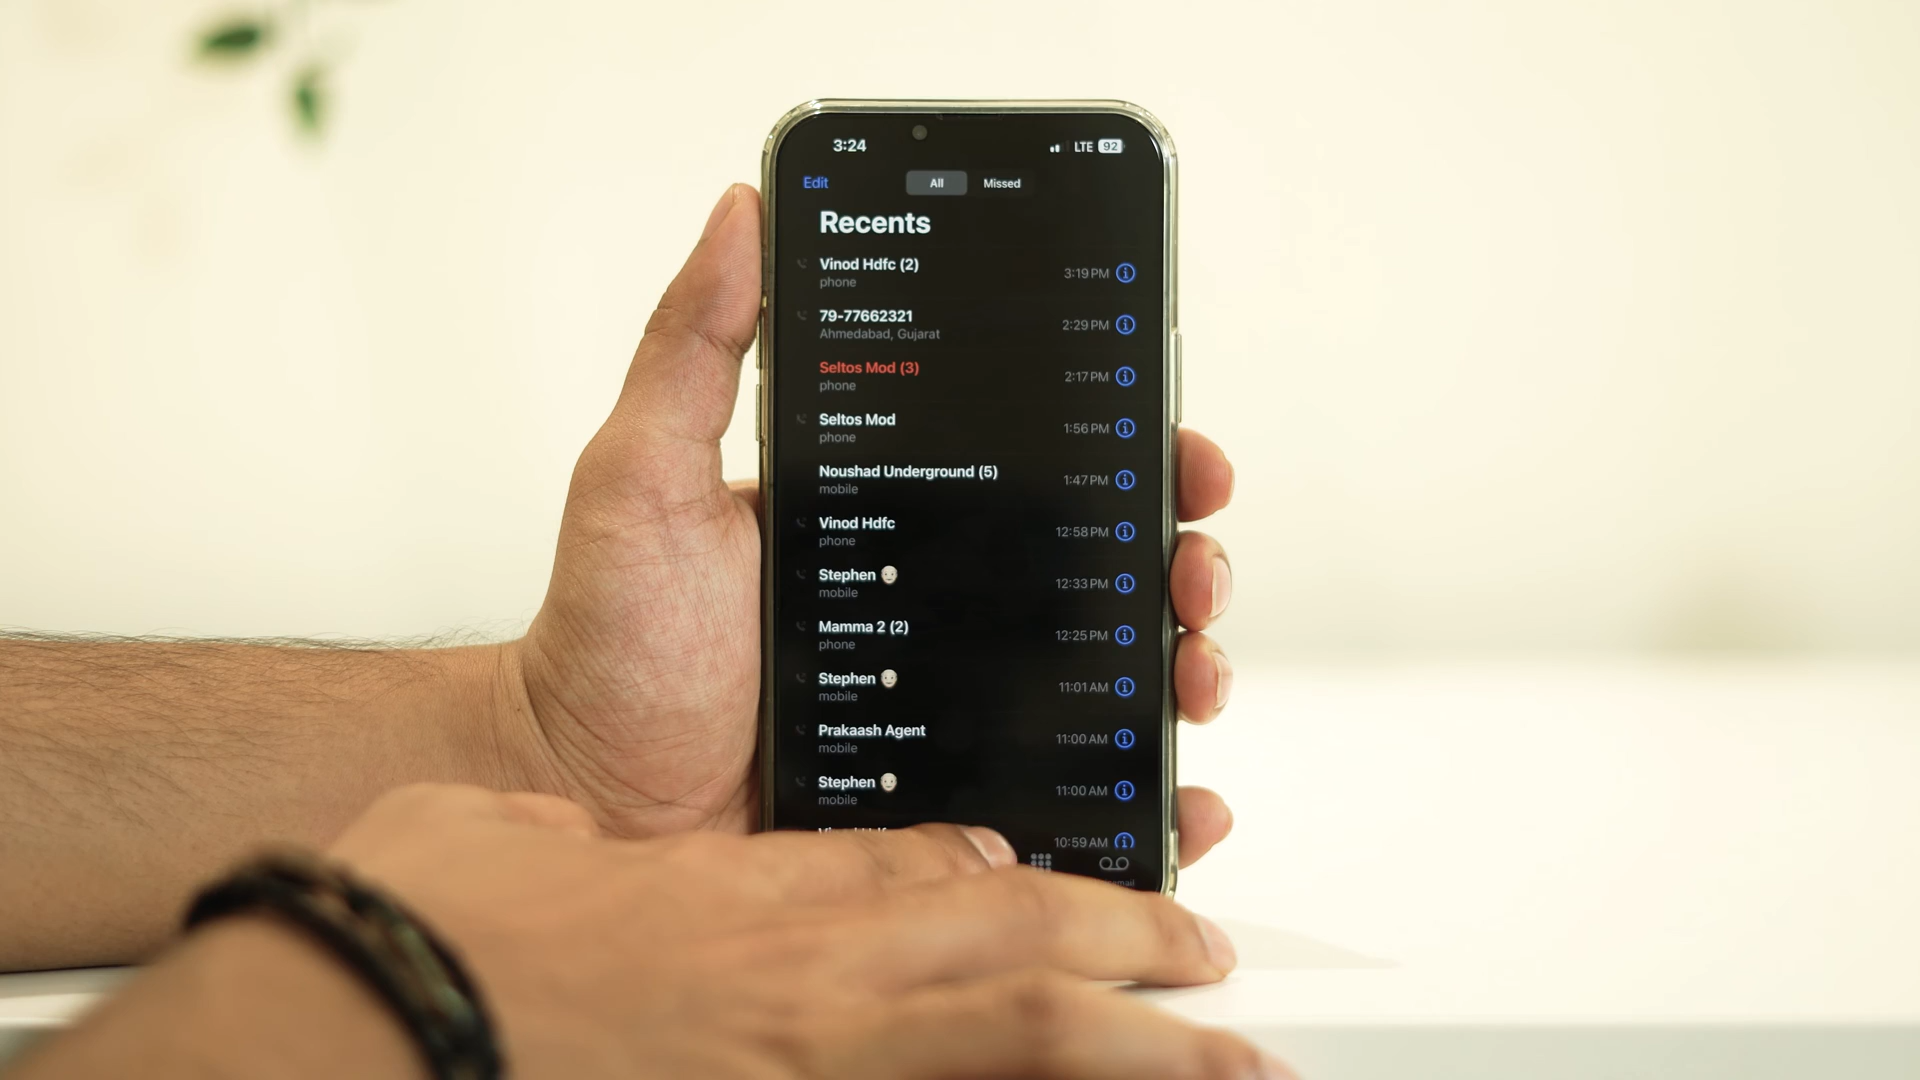 3:24
LTE 92
Edit
All
Missed
Recents
Vinod Hdfc (2)
phone
3:19 PM
79-77662321
Ahmedabad, Gujarat
2:29 PM
Seltos Mod (3)
phone
2:17 PM
Seltos Mod
phone
1:56 PM
Noushad Underground (5)
mobile
1:47 PM
Vinod Hdfc
phone
12:58 PM
Stephen 👨🏻‍🦲
mobile
12:33 PM
Mamma 2 (2)
phone
12:25 PM
Stephen 👨🏻‍🦲
mobile
11:01 AM
Prakaash Agent
mobile
11:00 AM
Stephen 👨🏻‍🦲
mobile
11:00 AM
10:59 AM